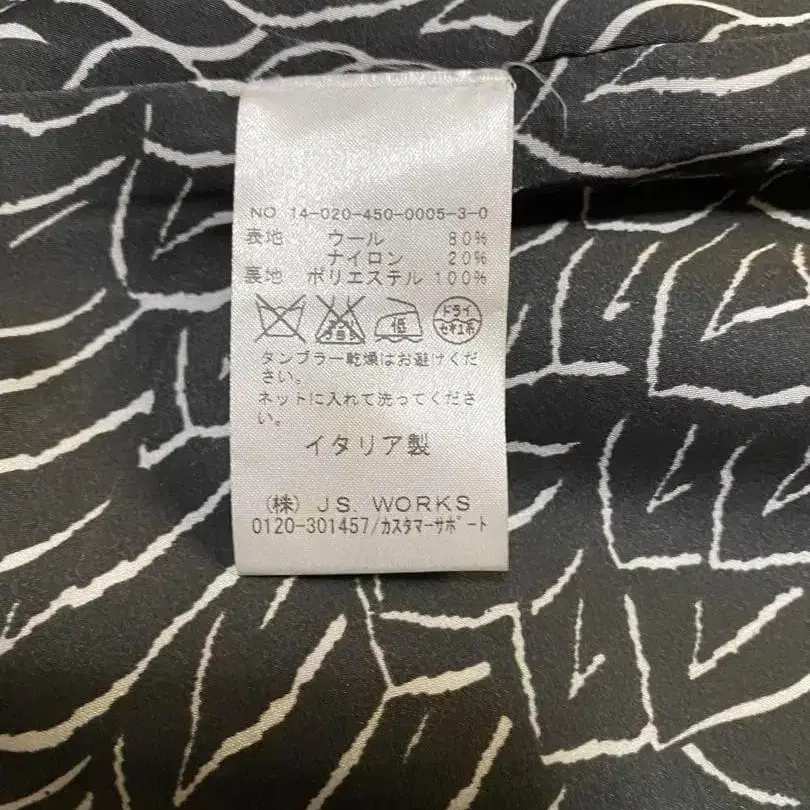 NO 14-020-450-0005-3-0
表地 ウール 80%
ナイロン 20%
裏地 ポリエステル 100%
低 ドライ
セキユ系
タンブラー乾燥はお避けくだ
さい。
ネットに入れて洗ってくださ
い。
イタリア製
(株) J.S. WORKS
0120-301457/カスタマーサポート